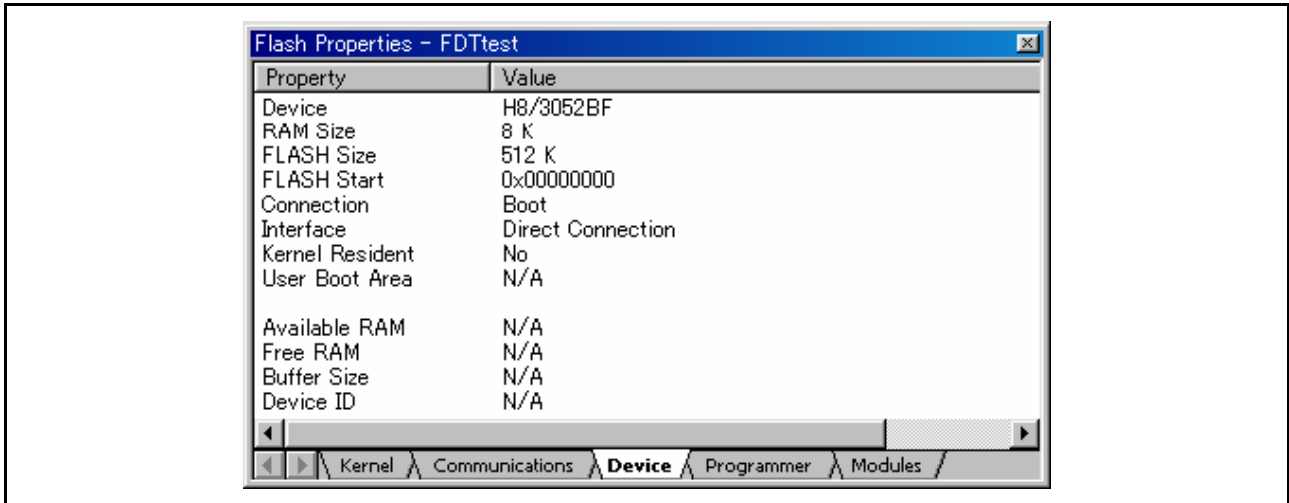 Flash Properties - FDTtest
Property Value
Device H8/3052BF
RAM Size 8 K
FLASH Size 512 K
FLASH Start 0x00000000
Connection Boot
Interface Direct Connection
Kernel Resident No
User Boot Area N/A
Available RAM N/A
Free RAM N/A
Buffer Size N/A
Device ID N/A
Kernel Communications Device Programmer Modules